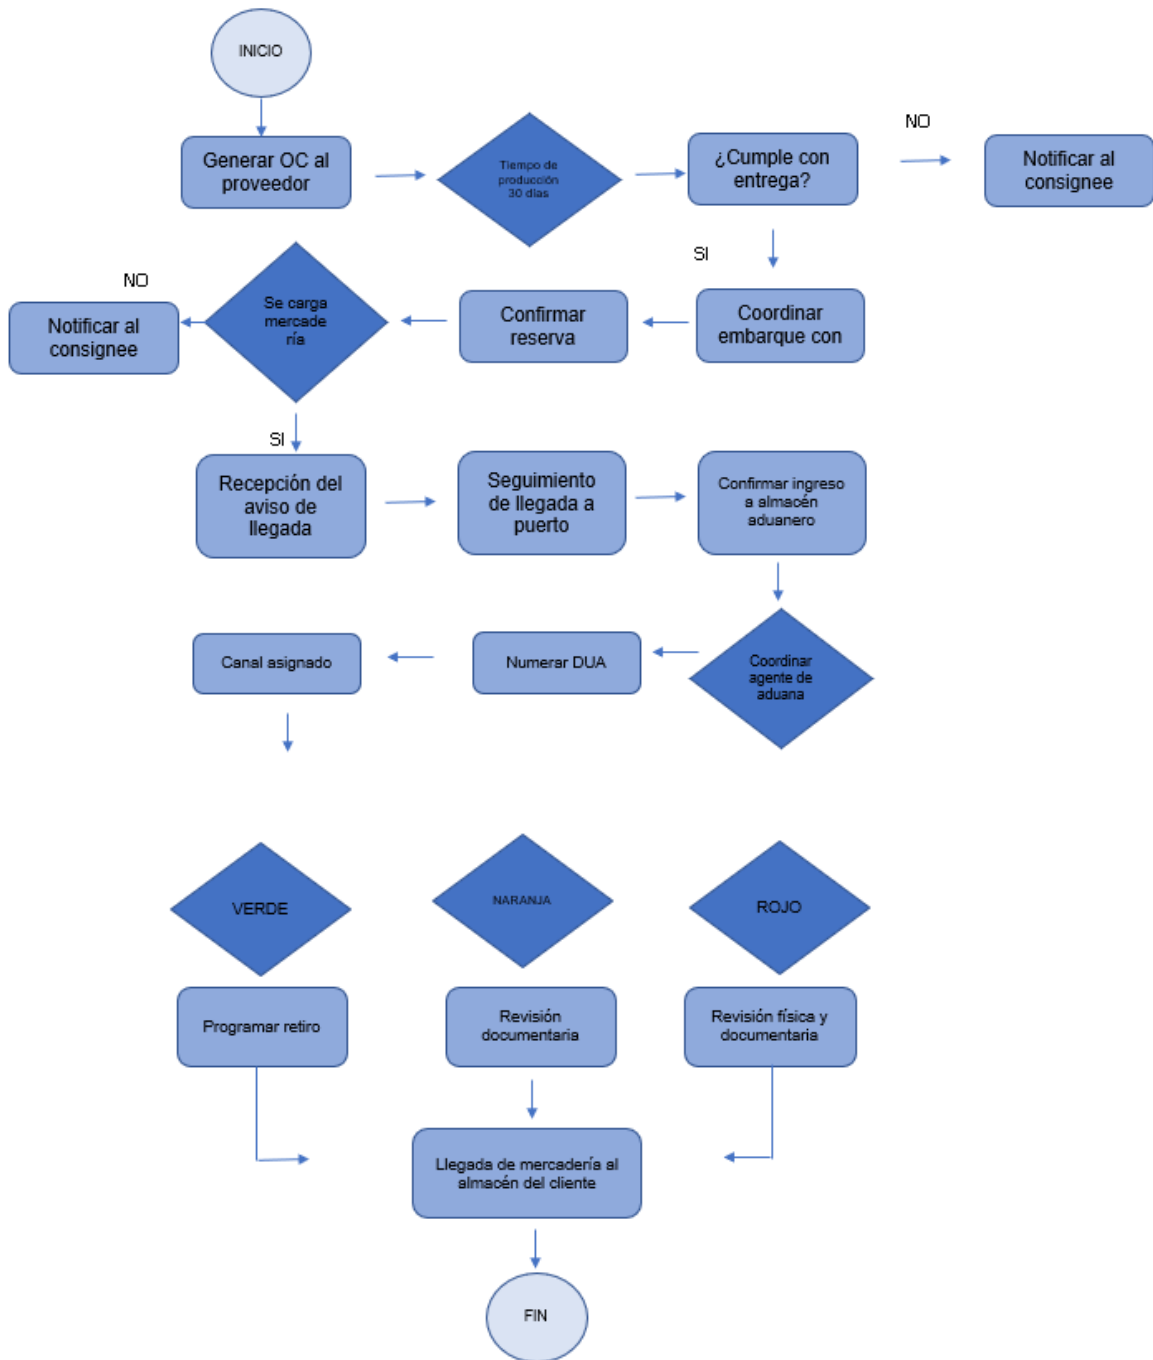 INICIO
Generar OC al
proveedor
Tiempo de
producción
30 días
¿Cumple con
entrega?
NO
Notificar al
consignee
SI
Coordinar
embarque con
Confirmar
reserva
Se carga
mercade
ría
NO
Notificar al
consignee
SI
Recepción del
aviso de
llegada
Seguimiento
de llegada a
puerto
Confirmar ingreso
a almacén
aduanero
Coordinar
agente de
aduana
Numerar DUA
Canal asignado
VERDE
NARANJA
ROJO
Programar retiro
Revisión
documentaria
Revisión física y
documentaria
Llegada de mercadería al
almacén del cliente
FIN